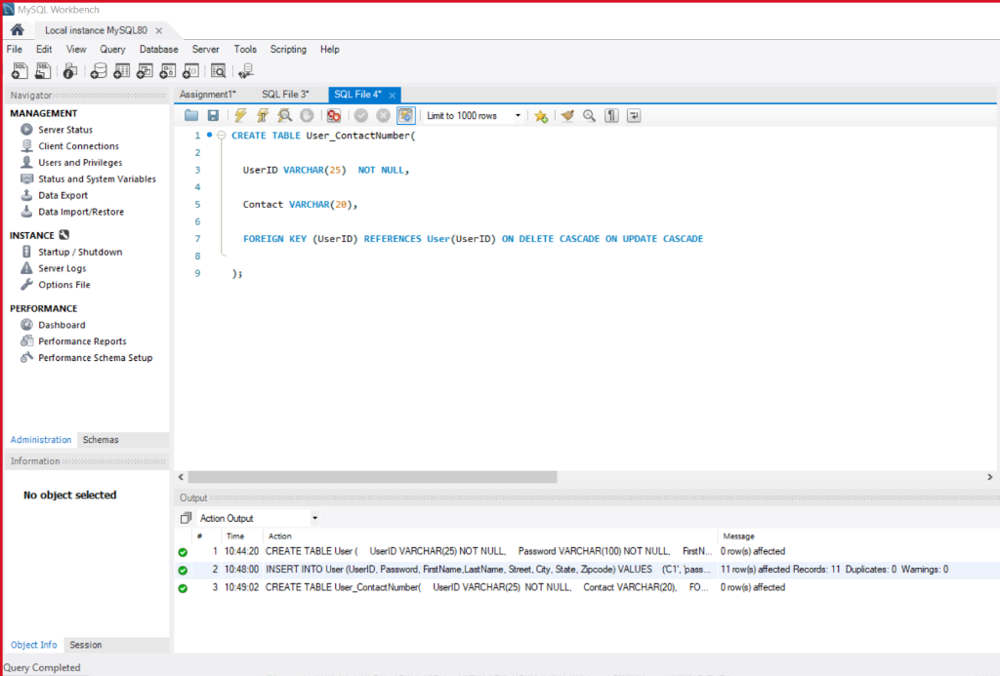 MySQL Workbench
Local instance MySQL80
File Edit View Query Database Server Tools Scripting Help
Navigator
MANAGEMENT
Server Status
Client Connections
Users and Privileges
Status and System Variables
Data Export
Data Import/Restore
INSTANCE
Startup / Shutdown
Server Logs
Options File
PERFORMANCE
Dashboard
Performance Reports
Performance Schema Setup
Administration Schemas
Information
No object selected
Object Info Session
Query Completed
Assignment1* SQL File 3* SQL File 4*
Limit to 1000 rows
1 CREATE TABLE User_ContactNumber(
2
3 UserID VARCHAR(25)  NOT NULL,
4
5 Contact VARCHAR(20),
6
7 FOREIGN KEY (UserID) REFERENCES User(UserID) ON DELETE CASCADE ON UPDATE CASCADE
8
9 );
Output
Action Output
# Time Action Message
1 10:44:20 CREATE TABLE User ( UserID VARCHAR(25) NOT NULL, Password VARCHAR(100) NOT NULL, FirstN... 0 row(s) affected
2 10:48:00 INSERT INTO User (UserID, Password, FirstName,LastName, Street, City, State, Zipcode) VALUES ('C1', 'pass... 11 row(s) affected Records: 11 Duplicates: 0 Warnings: 0
3 10:49:02 CREATE TABLE User_ContactNumber( UserID VARCHAR(25) NOT NULL, Contact VARCHAR(20), FO... 0 row(s) affected